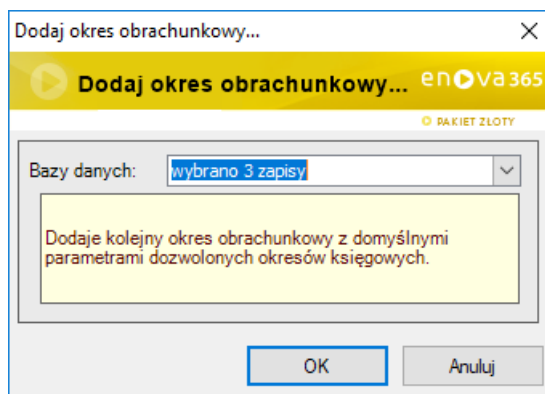 Dodaj okres obrachunkowy...
Dodaj okres obrachunkowy... enova365
PAKIET ZŁOTY
Bazy danych: wybrano 3 zapisy
Dodaje kolejny okres obrachunkowy z domyślnymi
parametrami dozwolonych okresów księgowych.
OK Anuluj